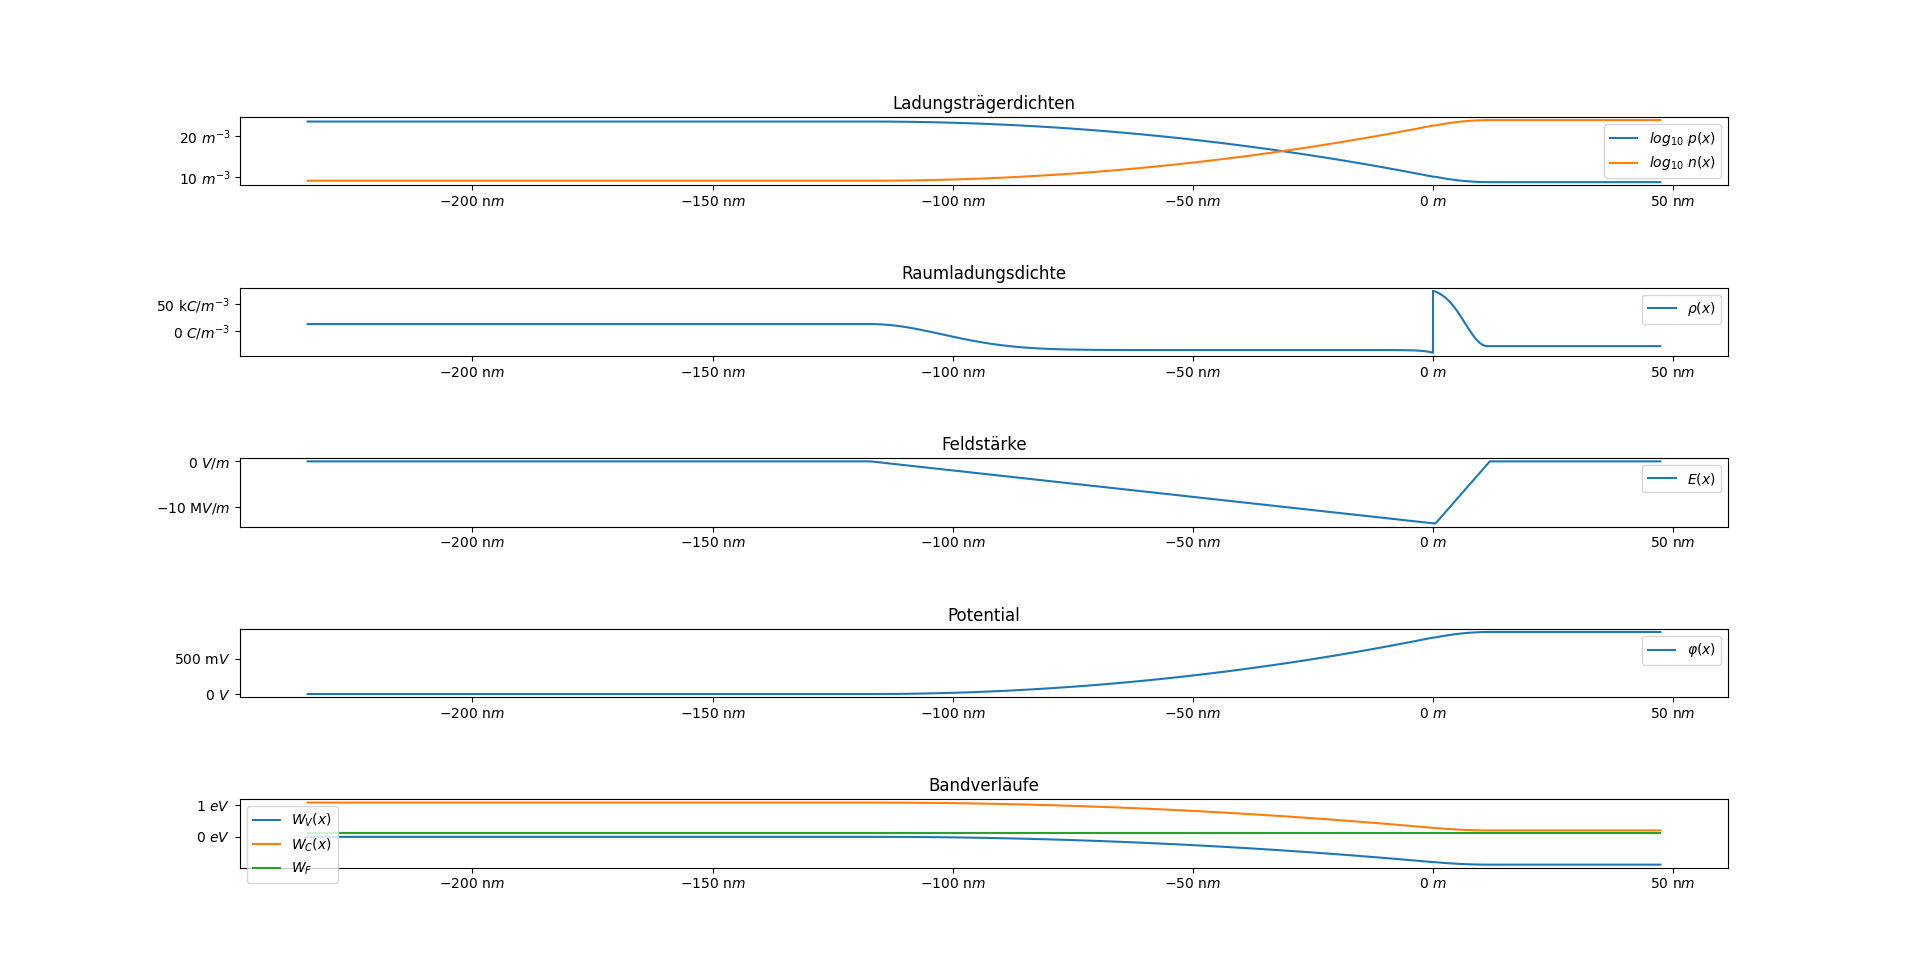 Ladungsträgerdichten
20 m⁻³
10 m⁻³
log₁₀ p(x)
log₁₀ n(x)
−200 nm −150 nm −100 nm −50 nm 0 m 50 nm
Raumladungsdichte
50 kC/m⁻³
0 C/m⁻³
ρ(x)
−200 nm −150 nm −100 nm −50 nm 0 m 50 nm
Feldstärke
0 V/m
−10 MV/m
E(x)
−200 nm −150 nm −100 nm −50 nm 0 m 50 nm
Potential
500 mV
0 V
φ(x)
−200 nm −150 nm −100 nm −50 nm 0 m 50 nm
Bandverläufe
1 eV
0 eV
W_V(x)
W_C(x)
W_F
−200 nm −150 nm −100 nm −50 nm 0 m 50 nm